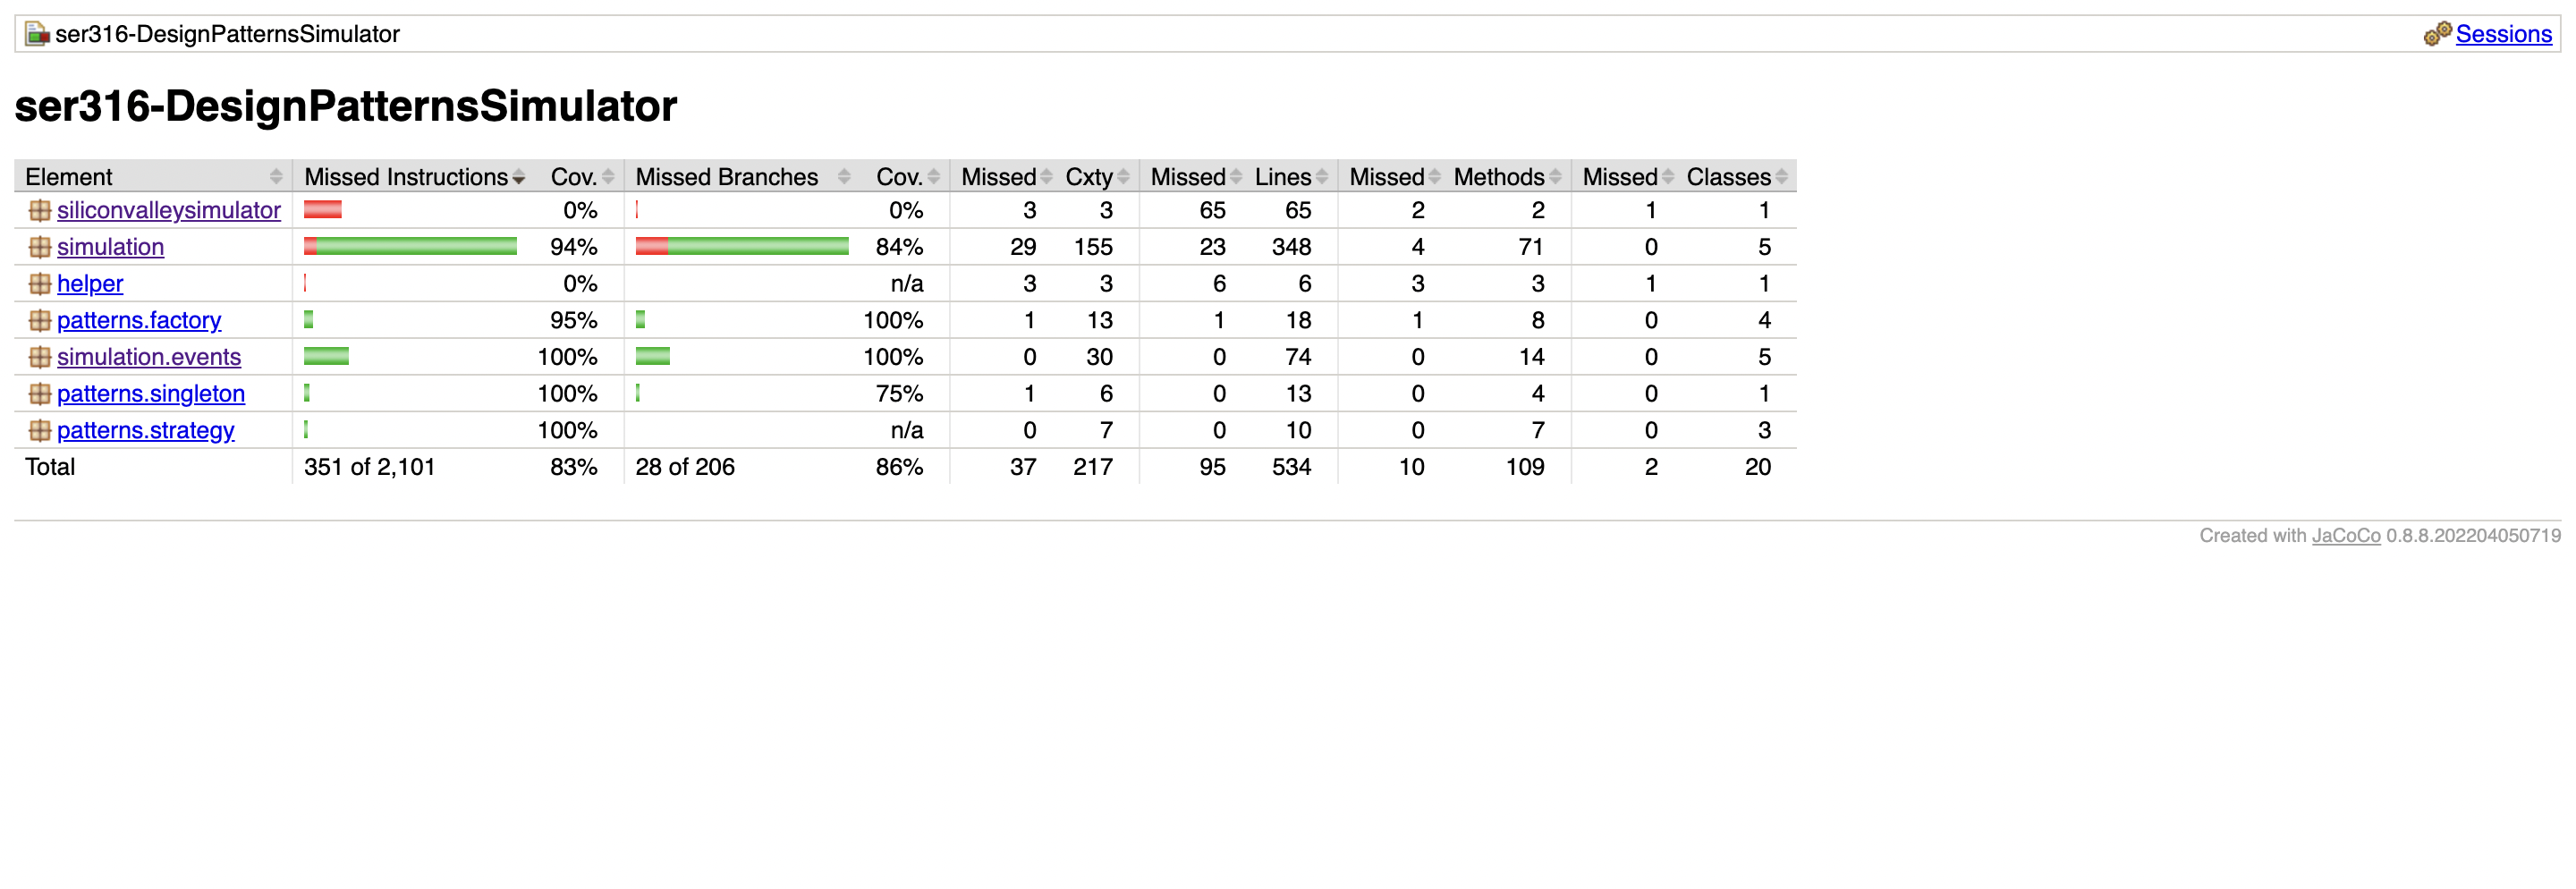 ser316-DesignPatternsSimulator Sessions
ser316-DesignPatternsSimulator
Element Missed Instructions Cov. Missed Branches Cov. Missed Cxty Missed Lines Missed Methods Missed Classes
siliconvalleysimulator 0% 0% 3 3 65 65 2 2 1 1
simulation 94% 84% 29 155 23 348 4 71 0 5
helper 0% n/a 3 3 6 6 3 3 1 1
patterns.factory 95% 100% 1 13 1 18 1 8 0 4
simulation.events 100% 100% 0 30 0 74 0 14 0 5
patterns.singleton 100% 75% 1 6 0 13 0 4 0 1
patterns.strategy 100% n/a 0 7 0 10 0 7 0 3
Total 351 of 2,101 83% 28 of 206 86% 37 217 95 534 10 109 2 20
Created with JaCoCo 0.8.8.202204050719